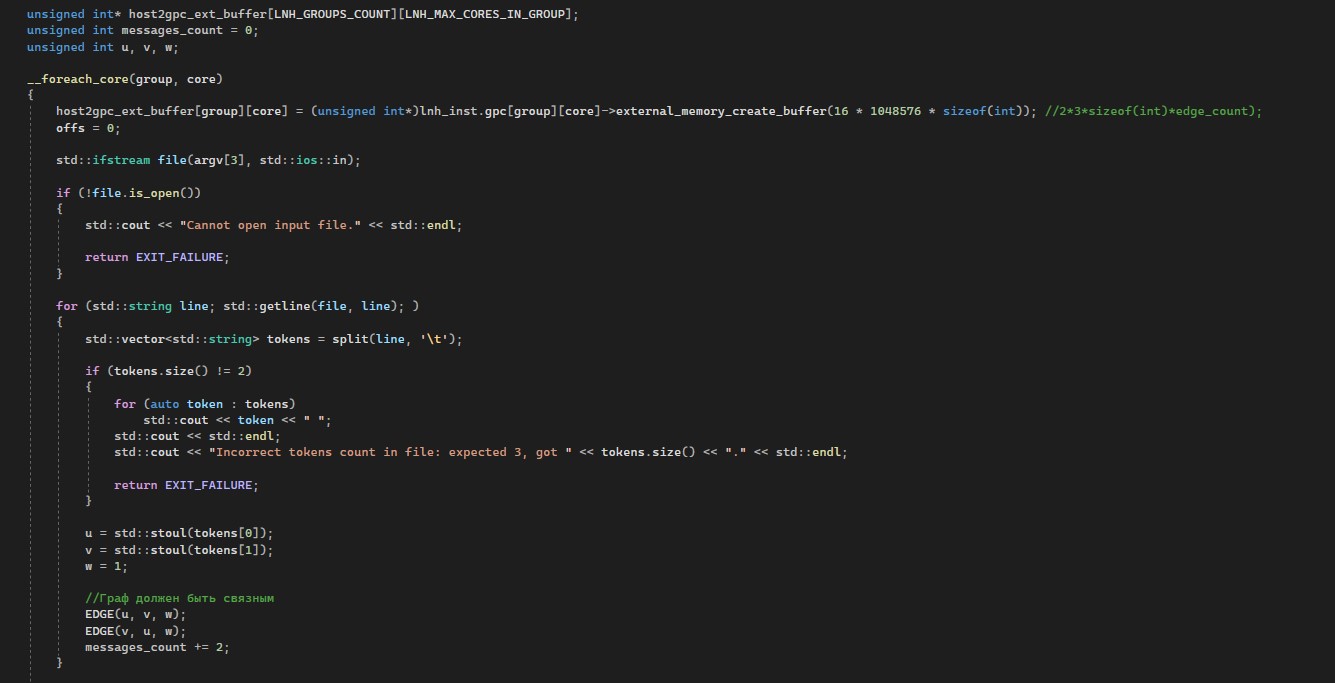 unsigned int* host2gpc_ext_buffer[LNH_GROUPS_COUNT][LNH_MAX_CORES_IN_GROUP];
unsigned int messages_count = 0;
unsigned int u, v, w;
__foreach_core(group, core)
{
host2gpc_ext_buffer[group][core] = (unsigned int*)lnh_inst.gpc[group][core]->external_memory_create_buffer(16 * 1048576 * sizeof(int)); //2*3*sizeof(int)*edge_count);
offs = 0;
std::ifstream file(argv[3], std::ios::in);
if (!file.is_open())
{
std::cout << "Cannot open input file." << std::endl;
return EXIT_FAILURE;
}
for (std::string line; std::getline(file, line); )
{
std::vector<std::string> tokens = split(line, '\t');
if (tokens.size() != 2)
{
for (auto token : tokens)
std::cout << token << " ";
std::cout << std::endl;
std::cout << "Incorrect tokens count in file: expected 3, got " << tokens.size() << "." << std::endl;
return EXIT_FAILURE;
}
u = std::stoul(tokens[0]);
v = std::stoul(tokens[1]);
w = 1;
//Граф должен быть связным
EDGE(u, v, w);
EDGE(v, u, w);
messages_count += 2;
}